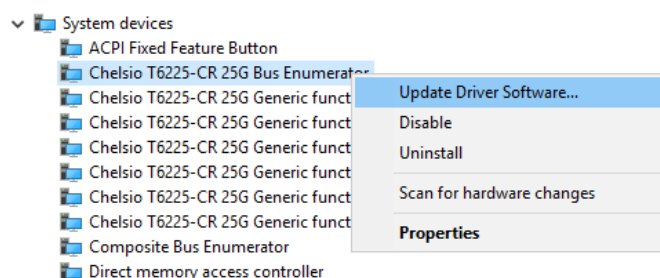 System devices
ACPI Fixed Feature Button
Chelsio T6225-CR 25G Bus Enumerator
Update Driver Software...
Chelsio T6225-CR 25G Generic funct
Chelsio T6225-CR 25G Generic funct
Disable
Chelsio T6225-CR 25G Generic funct
Uninstall
Chelsio T6225-CR 25G Generic funct
Chelsio T6225-CR 25G Generic funct
Scan for hardware changes
Chelsio T6225-CR 25G Generic funct
Properties
Composite Bus Enumerator
Direct memory access controller